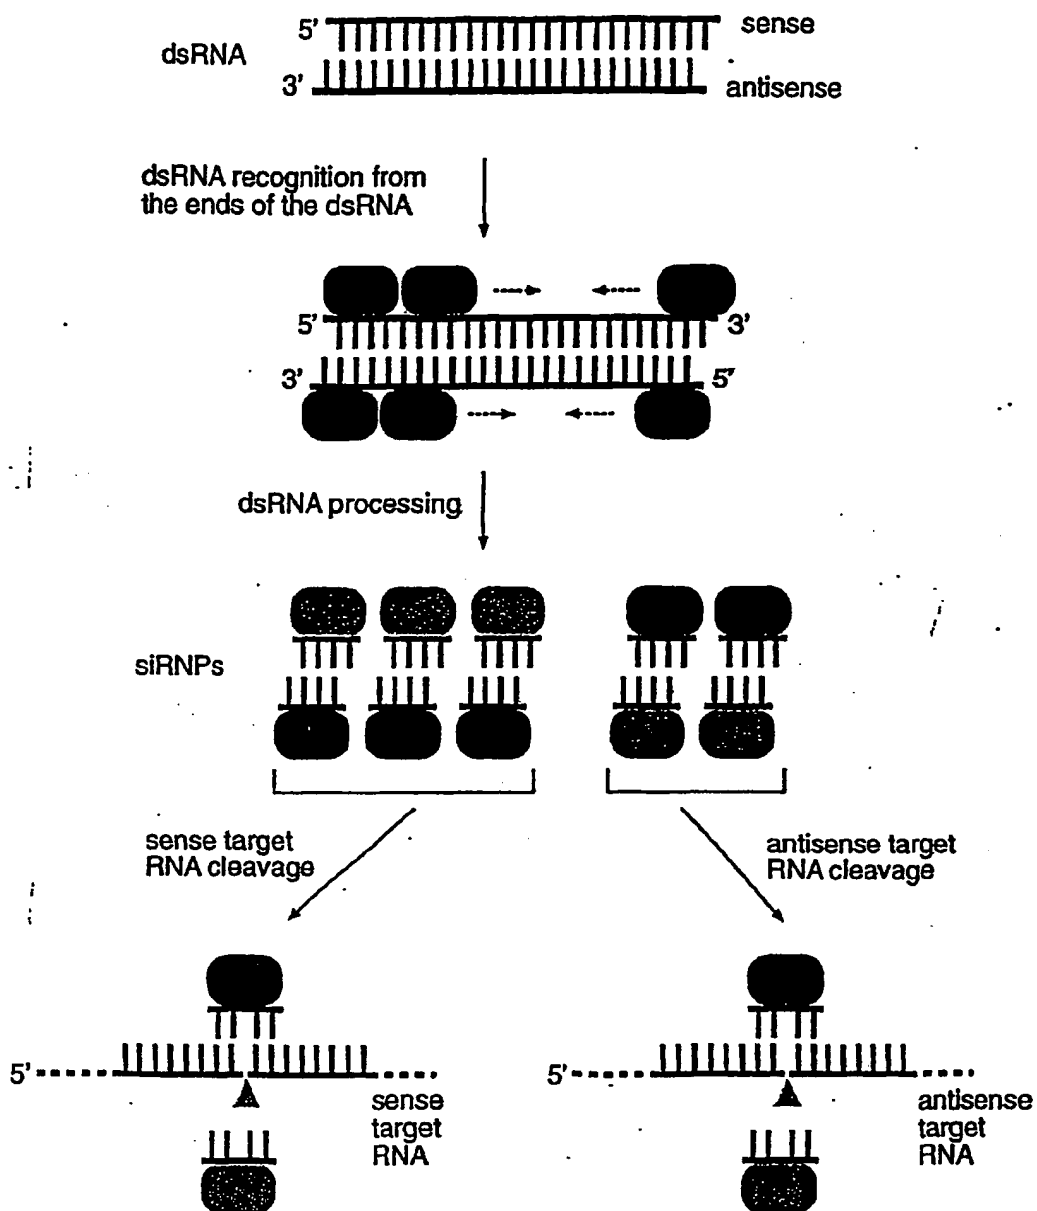 5' sense
dsRNA
3' antisense
dsRNA recognition from
the ends of the dsRNA
5' 3'
3' 5'
dsRNA processing
siRNPs
sense target
RNA cleavage
antisense target
RNA cleavage
5' 5'
sense
target
RNA
antisense
target
RNA